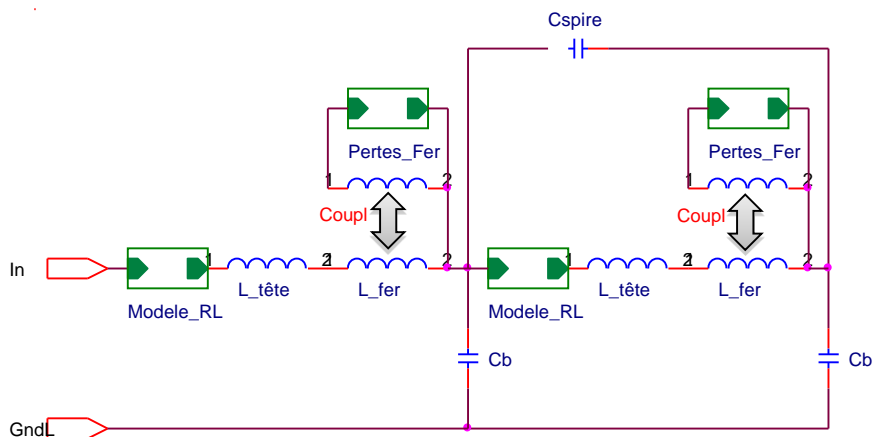 Cspire
Pertes_Fer Pertes_Fer
1 2 1 2
Coupl Coupl
In 1 2 1 2 1 2 1 2
L_tête L_fer L_tête L_fer
Modele_RL Modele_RL
Cb Cb
GndL